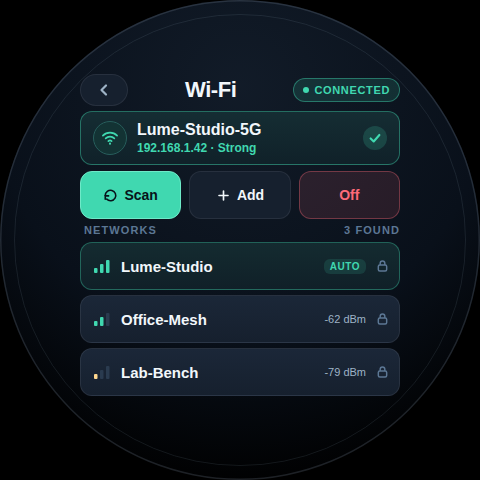 Wi-Fi
CONNECTED
Lume-Studio-5G
192.168.1.42 · Strong
Scan
Add
Off
NETWORKS
3 FOUND
Lume-Studio
AUTO
Office-Mesh
-62 dBm
Lab-Bench
-79 dBm